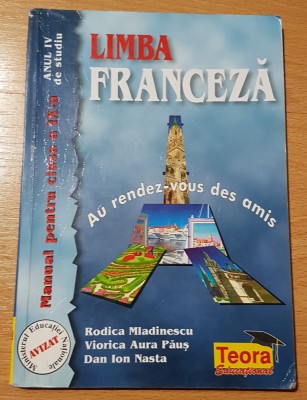 LIMBA
FRANCEZĂ
ANUL IV
de studiu
Manual pentru clasa a IX-a
Au rendez-vous des amis
Rodica Mladinescu
Viorica Aura Păuș
Dan Ion Nasta
Ministerul Educației Naționale
AVIZAT
Teora
Educațional